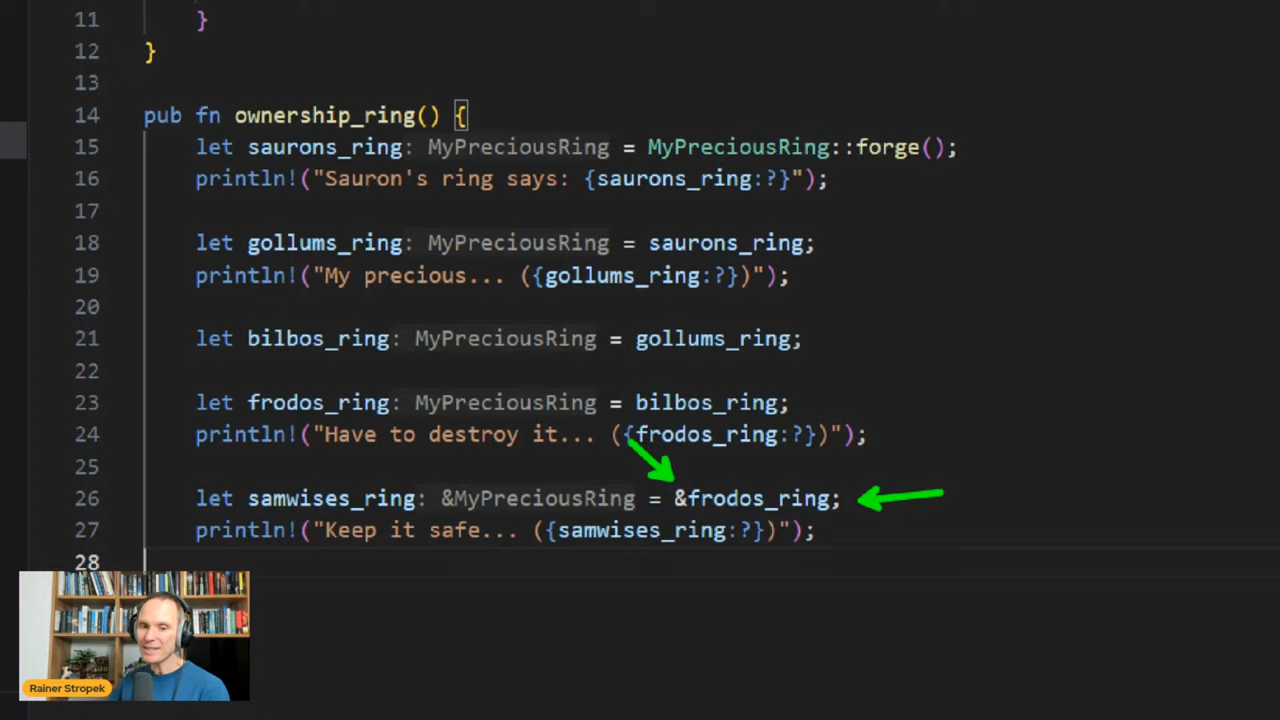 11 }
12 }
13
14 pub fn ownership_ring() {
15 let saurons_ring: MyPreciousRing = MyPreciousRing::forge();
16 println!("Sauron's ring says: {saurons_ring:?}");
17
18 let gollums_ring: MyPreciousRing = saurons_ring;
19 println!("My precious... ({gollums_ring:?})");
20
21 let bilbos_ring: MyPreciousRing = gollums_ring;
22
23 let frodos_ring: MyPreciousRing = bilbos_ring;
24 println!("Have to destroy it... ({frodos_ring:?})");
25
26 let samwises_ring: &MyPreciousRing = &frodos_ring;
27 println!("Keep it safe... ({samwises_ring:?})");
28
Rainer Stropek